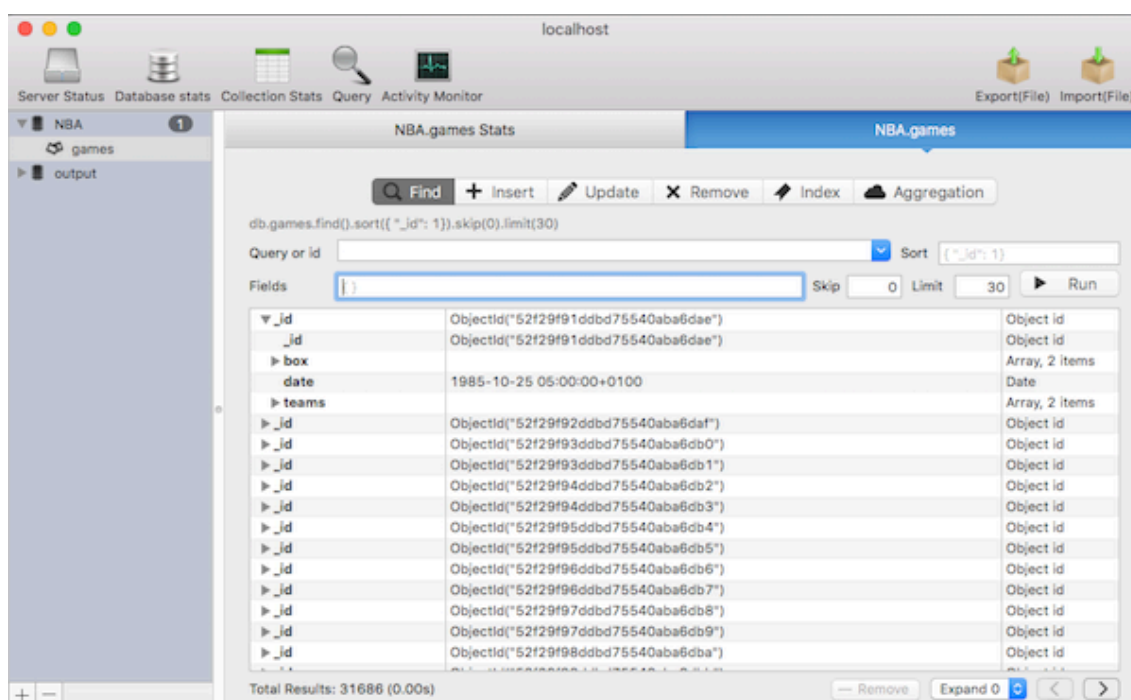 localhost
Server Status Database stats Collection Stats Query Activity Monitor Export(File) Import(File)
NBA 1
games
output
NBA.games Stats NBA.games
Find Insert Update Remove Index Aggregation
db.games.find().sort({ "_id": 1}).skip(0).limit(30)
Query or id Sort { "_id": 1}
Fields { } Skip 0 Limit 30 Run
_id ObjectId("52f29f91ddbd75540aba6dae") Object id
_id ObjectId("52f29f91ddbd75540aba6dae") Object id
box Array, 2 items
date 1985-10-25 05:00:00+0100 Date
teams Array, 2 items
_id ObjectId("52f29f92ddbd75540aba6daf") Object id
_id ObjectId("52f29f93ddbd75540aba6db0") Object id
_id ObjectId("52f29f93ddbd75540aba6db1") Object id
_id ObjectId("52f29f94ddbd75540aba6db2") Object id
_id ObjectId("52f29f94ddbd75540aba6db3") Object id
_id ObjectId("52f29f95ddbd75540aba6db4") Object id
_id ObjectId("52f29f95ddbd75540aba6db5") Object id
_id ObjectId("52f29f96ddbd75540aba6db6") Object id
_id ObjectId("52f29f96ddbd75540aba6db7") Object id
_id ObjectId("52f29f97ddbd75540aba6db8") Object id
_id ObjectId("52f29f97ddbd75540aba6db9") Object id
_id ObjectId("52f29f98ddbd75540aba6dba") Object id
Total Results: 31686 (0.00s) Remove Expand 0